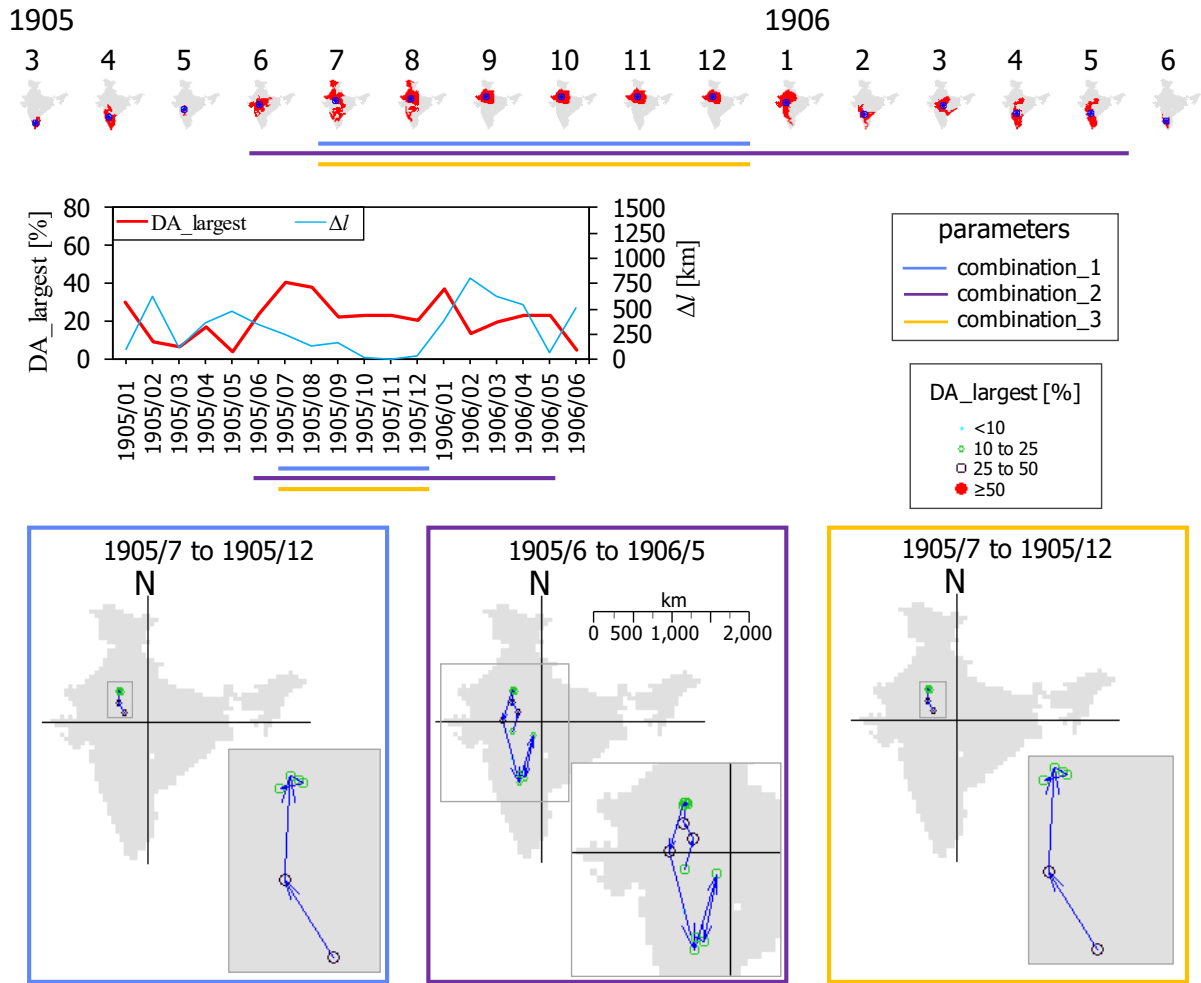 1905 1906
3 4 5 6 7 8 9 10 11 12 1 2 3 4 5 6
DA_largest [%]
80
60
40
20
0
DA_largest Δl
1500
1250
1000
750
500
250
0
Δl [km]
1905/01
1905/02
1905/03
1905/04
1905/05
1905/06
1905/07
1905/08
1905/09
1905/10
1905/11
1905/12
1906/01
1906/02
1906/03
1906/04
1906/05
1906/06
parameters
combination_1
combination_2
combination_3
DA_largest [%]
<10
10 to 25
25 to 50
≥50
1905/7 to 1905/12
N
1905/6 to 1906/5
N
km
0 500 1,000 2,000
1905/7 to 1905/12
N